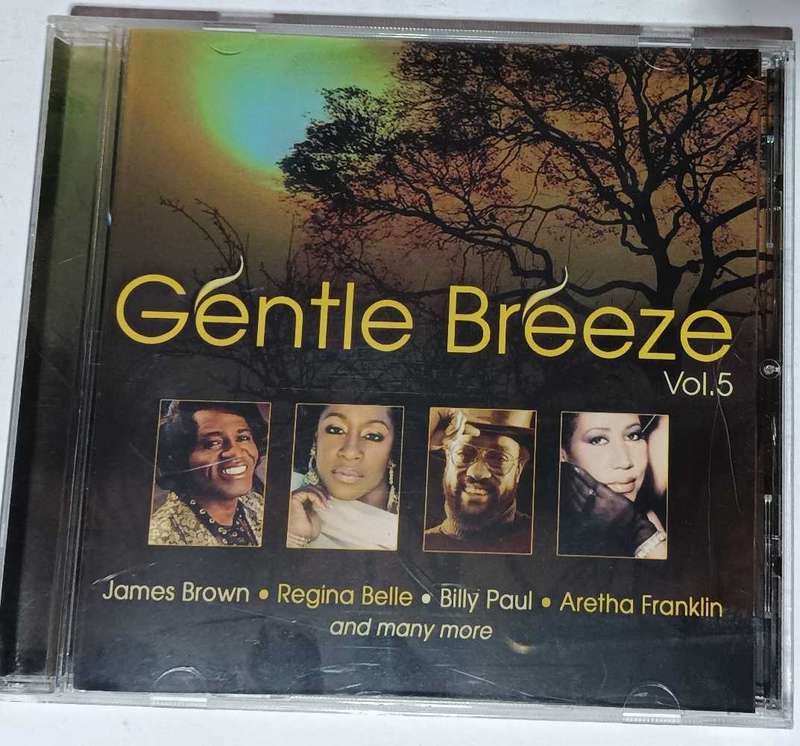 Gentle Breeze
Vol.5
James Brown • Regina Belle • Billy Paul • Aretha Franklin
and many more